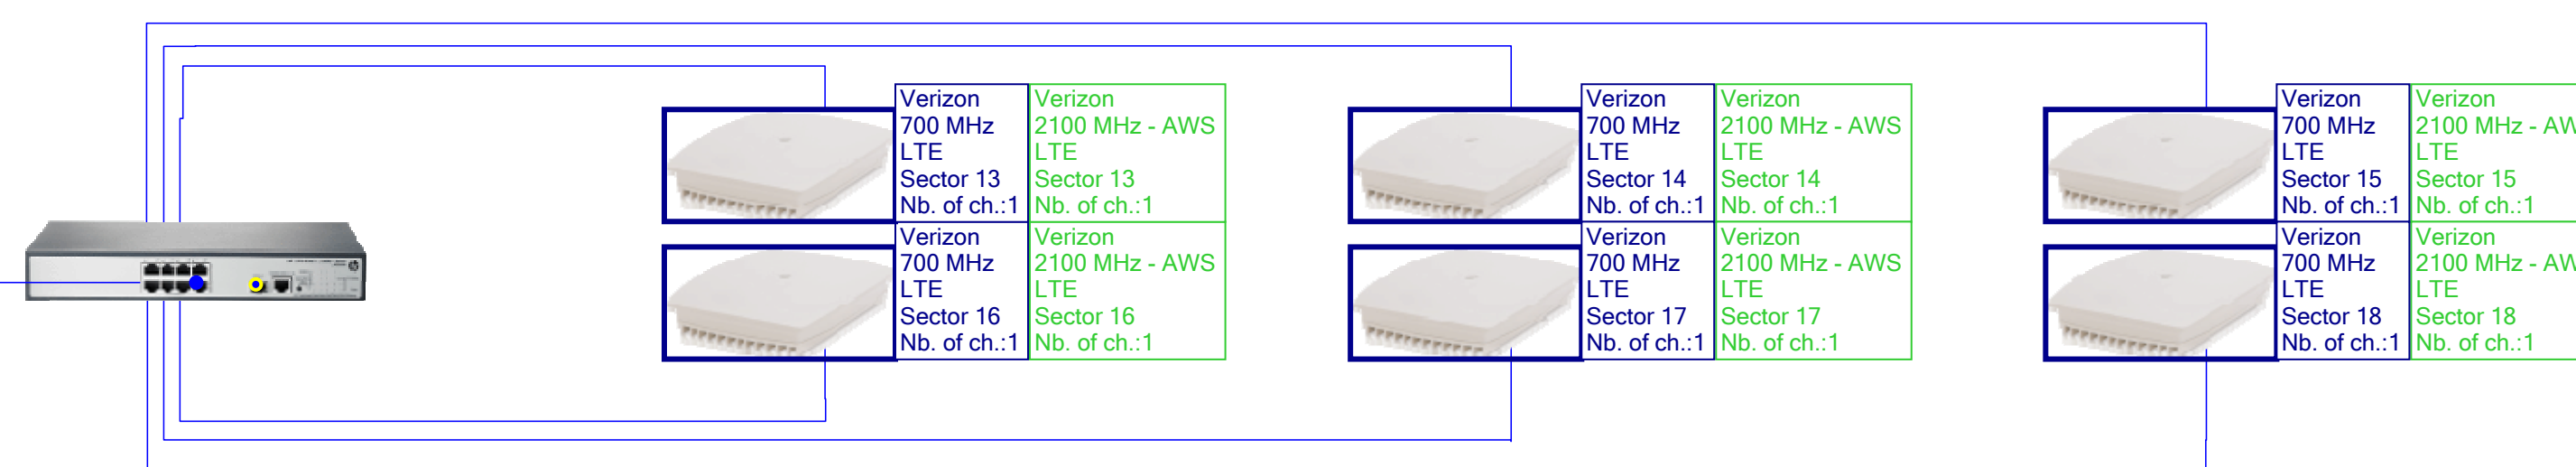 Verizon
700 MHz
LTE
Sector 13
Nb. of ch.:1
Verizon
2100 MHz - AWS
LTE
Sector 13
Nb. of ch.:1
Verizon
700 MHz
LTE
Sector 14
Nb. of ch.:1
Verizon
2100 MHz - AWS
LTE
Sector 14
Nb. of ch.:1
Verizon
700 MHz
LTE
Sector 15
Nb. of ch.:1
Verizon
2100 MHz - AW
LTE
Sector 15
Nb. of ch.:1
Verizon
700 MHz
LTE
Sector 16
Nb. of ch.:1
Verizon
2100 MHz - AWS
LTE
Sector 16
Nb. of ch.:1
Verizon
700 MHz
LTE
Sector 17
Nb. of ch.:1
Verizon
2100 MHz - AWS
LTE
Sector 17
Nb. of ch.:1
Verizon
700 MHz
LTE
Sector 18
Nb. of ch.:1
Verizon
2100 MHz - AW
LTE
Sector 18
Nb. of ch.:1